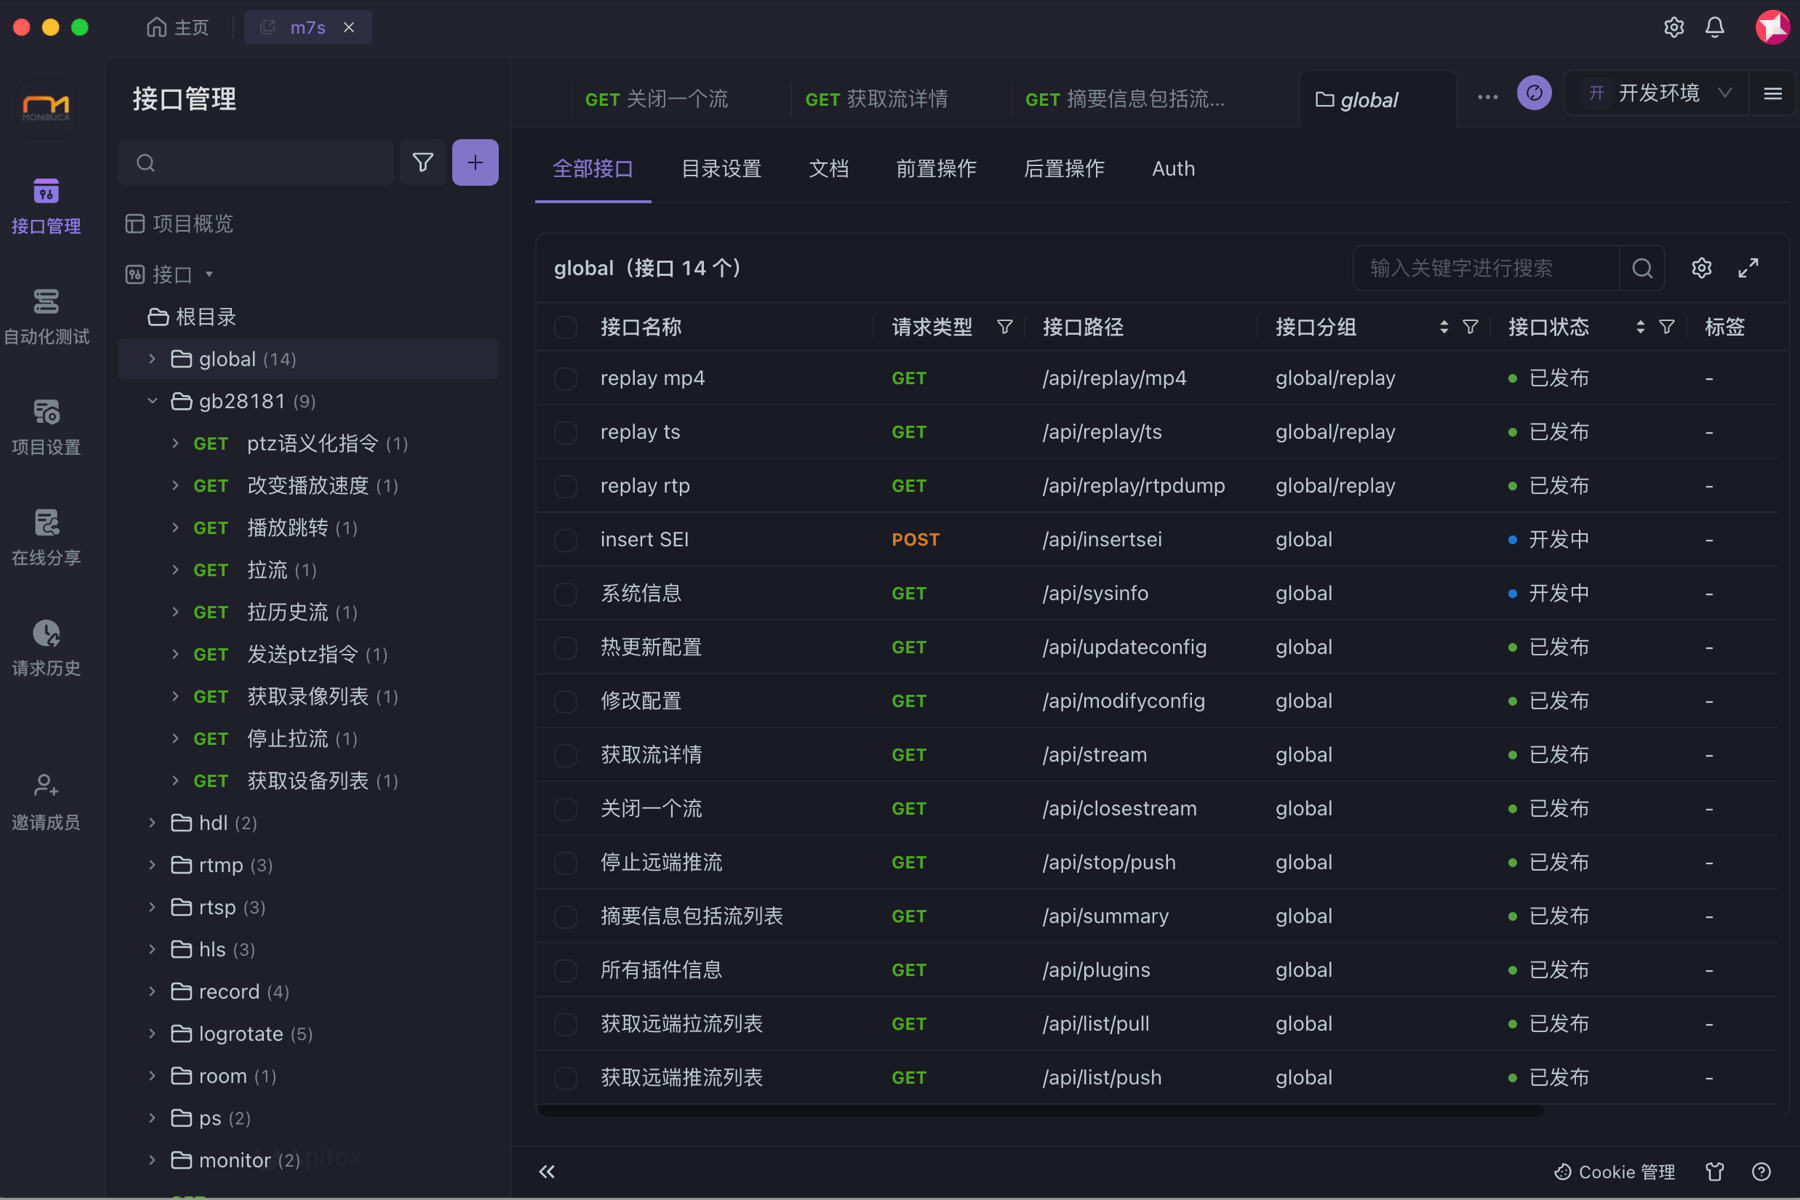 主页
m7s
MONIBUCA
接口管理
自动化测试
项目设置
在线分享
请求历史
邀请成员
接口管理
项目概览
接口
根目录
global (14)
gb28181 (9)
GET ptz语义化指令 (1)
GET 改变播放速度 (1)
GET 播放跳转 (1)
GET 拉流 (1)
GET 拉历史流 (1)
GET 发送ptz指令 (1)
GET 获取录像列表 (1)
GET 停止拉流 (1)
GET 获取设备列表 (1)
hdl (2)
rtmp (3)
rtsp (3)
hls (3)
record (4)
logrotate (5)
room (1)
ps (2)
monitor (2)
GET 关闭一个流
GET 获取流详情
GET 摘要信息包括流...
global
开 开发环境
全部接口 目录设置 文档 前置操作 后置操作 Auth
global（接口 14 个）
输入关键字进行搜索
接口名称 请求类型 接口路径 接口分组 接口状态 标签
replay mp4 GET /api/replay/mp4 global/replay 已发布 -
replay ts GET /api/replay/ts global/replay 已发布 -
replay rtp GET /api/replay/rtpdump global/replay 已发布 -
insert SEI POST /api/insertsei global 开发中 -
系统信息 GET /api/sysinfo global 开发中 -
热更新配置 GET /api/updateconfig global 已发布 -
修改配置 GET /api/modifyconfig global 已发布 -
获取流详情 GET /api/stream global 已发布 -
关闭一个流 GET /api/closestream global 已发布 -
停止远端推流 GET /api/stop/push global 已发布 -
摘要信息包括流列表 GET /api/summary global 已发布 -
所有插件信息 GET /api/plugins global 已发布 -
获取远端拉流列表 GET /api/list/pull global 已发布 -
获取远端推流列表 GET /api/list/push global 已发布 -
Cookie 管理